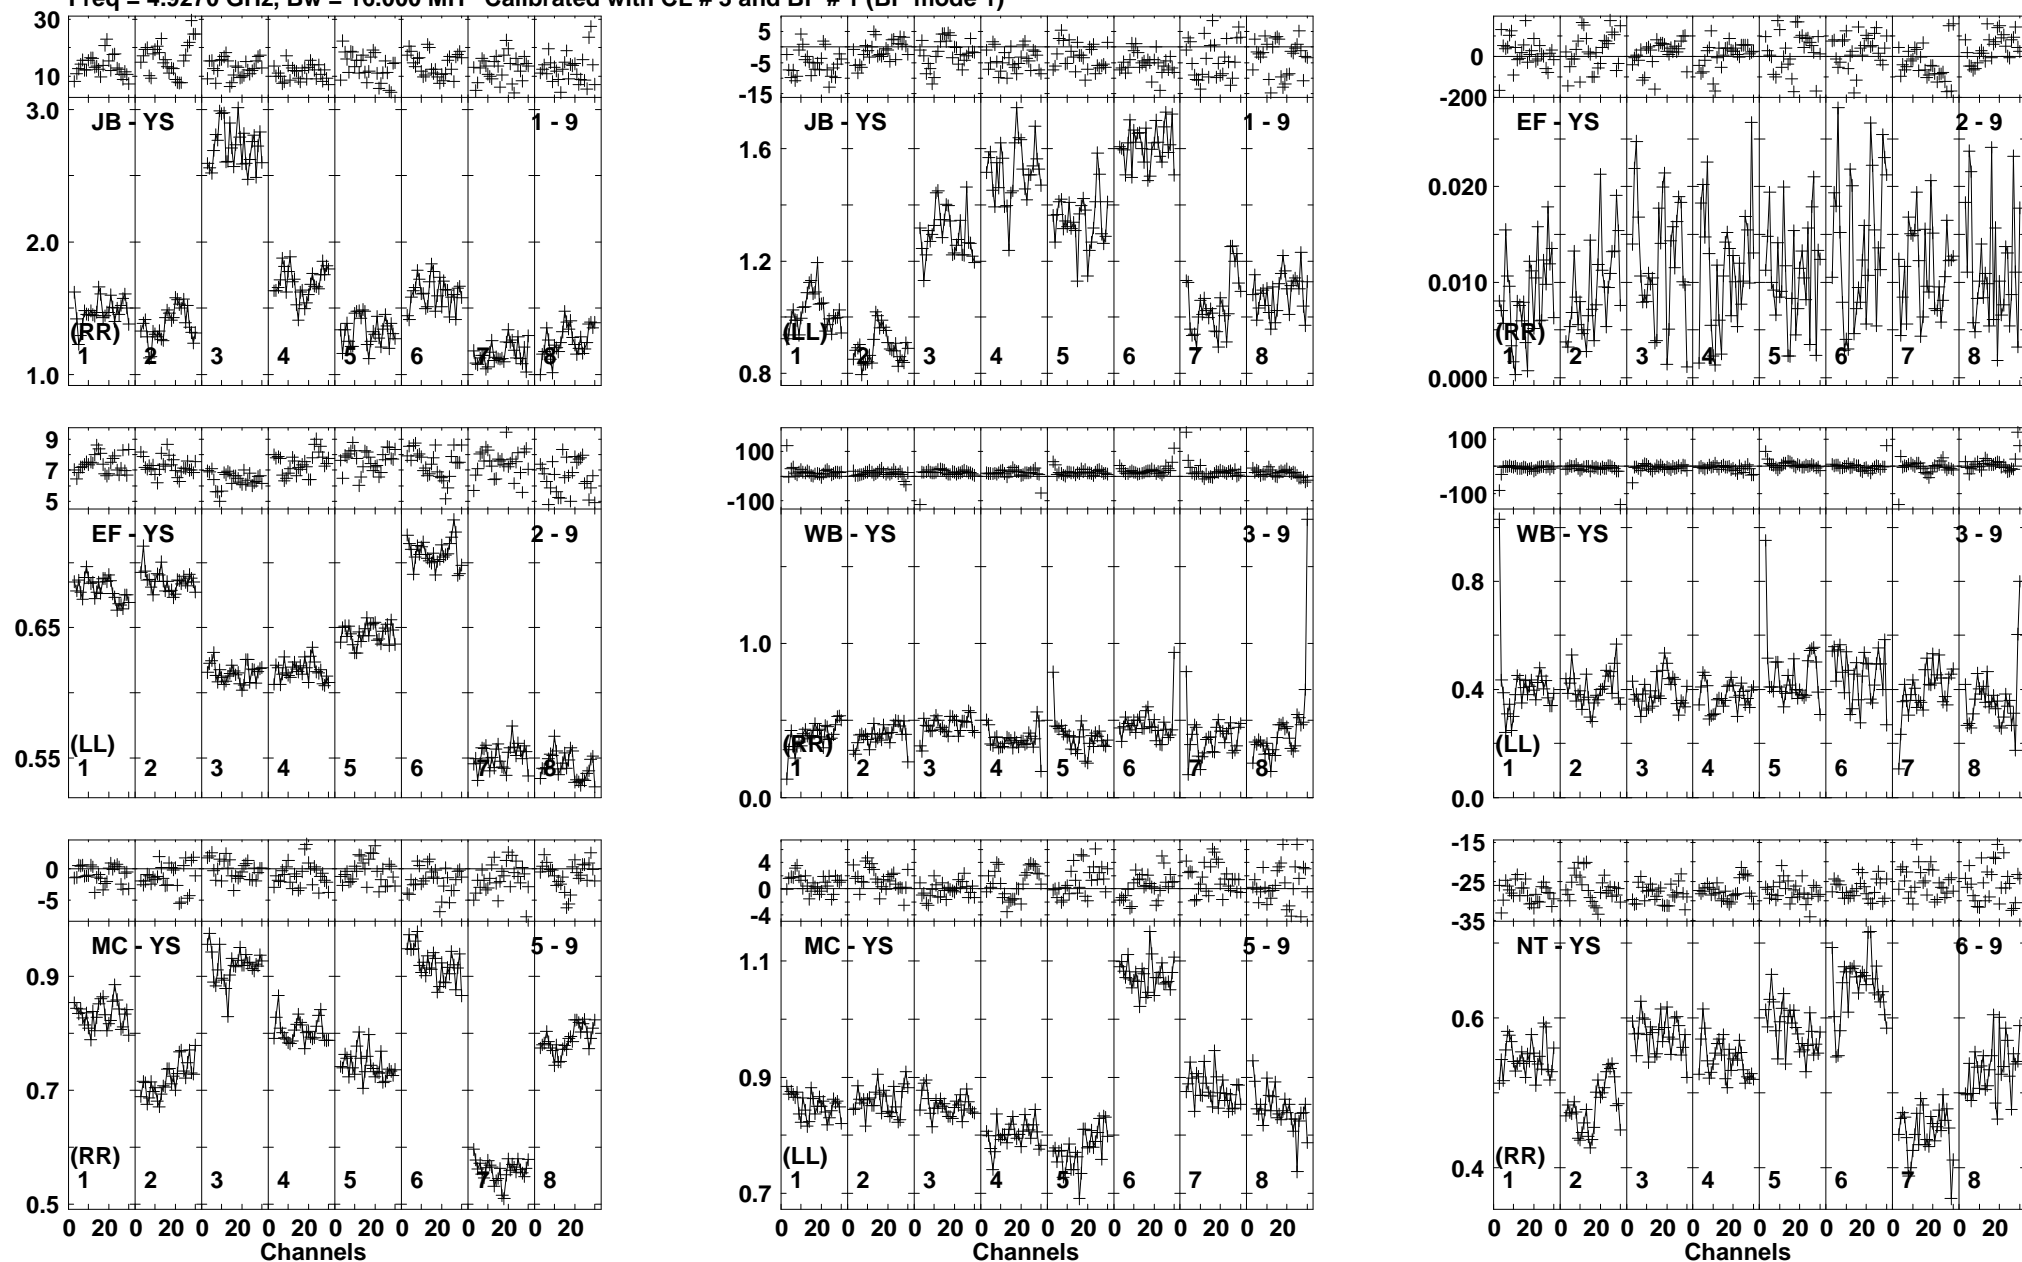 Freq = 4.9270 GHz, Bw = 16.000 MH Calibrated with CL # 3 and BP # 1 (BP mode 1)
30
10
3.0
2.0
1.0
JB - YS 1 - 9
(RR)
1 2 3 4 5 6 7 8
5
-5
-15
1.6
1.2
0.8
JB - YS 1 - 9
(LL)
1 2 3 4 5 6 7 8
0
-200
0.020
0.010
0.000
EF - YS 2 - 9
(RR)
1 2 3 4 5 6 7 8
9
7
5
0.65
0.55
EF - YS 2 - 9
(LL)
1 2 3 4 5 6 7 8
100
-100
1.0
0.0
WB - YS 3 - 9
(RR)
1 2 3 4 5 6 7 8
100
-100
0.8
0.4
0.0
WB - YS 3 - 9
(LL)
1 2 3 4 5 6 7 8
0
-5
0.9
0.7
0.5
MC - YS 5 - 9
(RR)
1 2 3 4 5 6 7 8
0 20 0 20 0 20 0 20 0 20 0 20 0 20 0 20
Channels
4
0
-4
1.1
0.9
0.7
MC - YS 5 - 9
(LL)
1 2 3 4 5 6 7 8
0 20 0 20 0 20 0 20 0 20 0 20 0 20 0 20
Channels
-15
-25
-35
0.6
0.4
NT - YS 6 - 9
(RR)
1 2 3 4 5 6 7 8
0 20 0 20 0 20 0 20 0 20 0 20 0 20 0 20
Channels